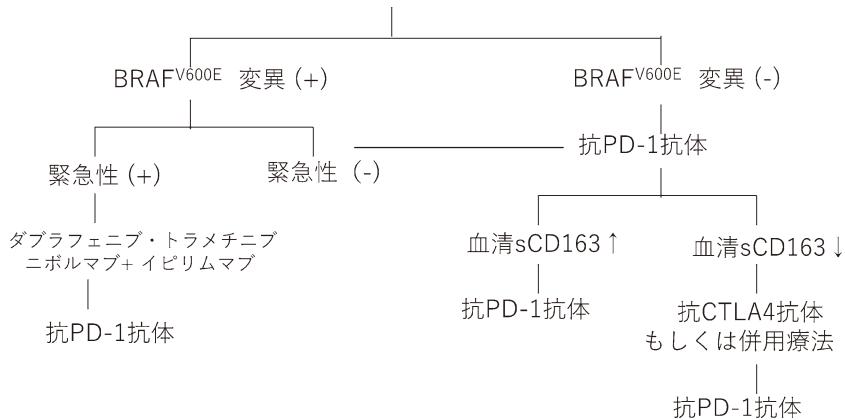 BRAFV600E 変異 (+)
BRAFV600E 変異 (-)
緊急性 (+)
緊急性 (-)
抗PD-1抗体
ダブラフェニブ・トラメチニブ
ニボルマブ+ イピリムマブ
抗PD-1抗体
血清sCD163↑
血清sCD163↓
抗PD-1抗体
抗CTLA4抗体
もしくは併用療法
抗PD-1抗体